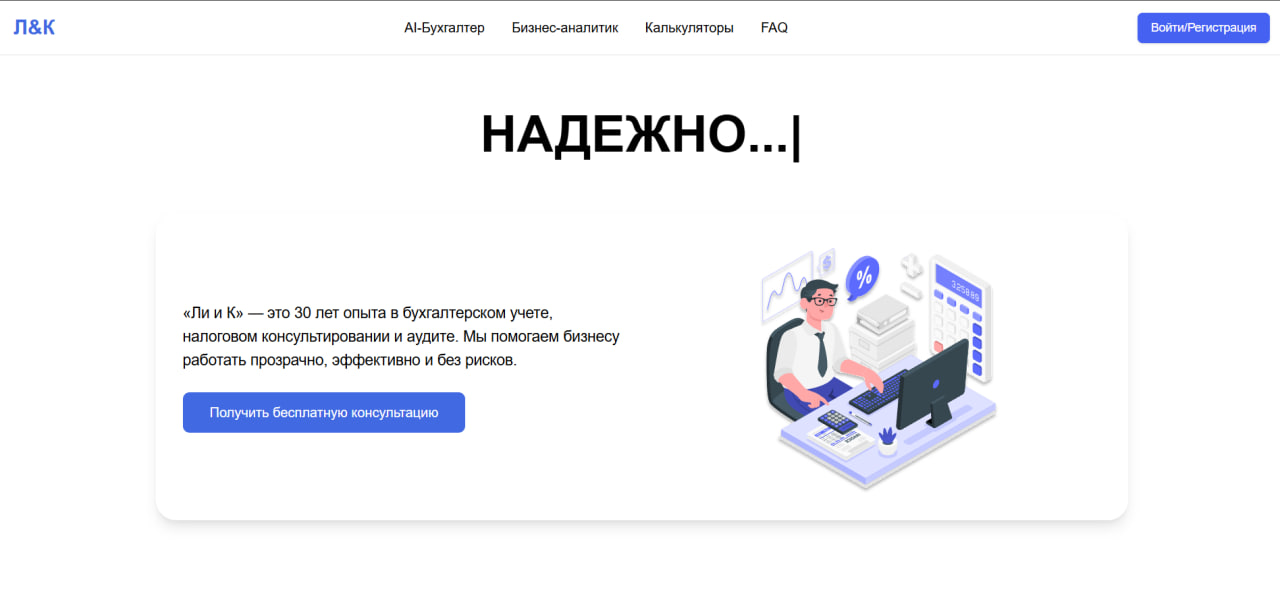 Л&К
AI-Бухгалтер
Бизнес-аналитик
Калькуляторы
FAQ
Войти/Регистрация
НАДЕЖНО...|
«Ли и К» — это 30 лет опыта в бухгалтерском учете,
налоговом консультировании и аудите. Мы помогаем бизнесу
работать прозрачно, эффективно и без рисков.
Получить бесплатную консультацию
$
%